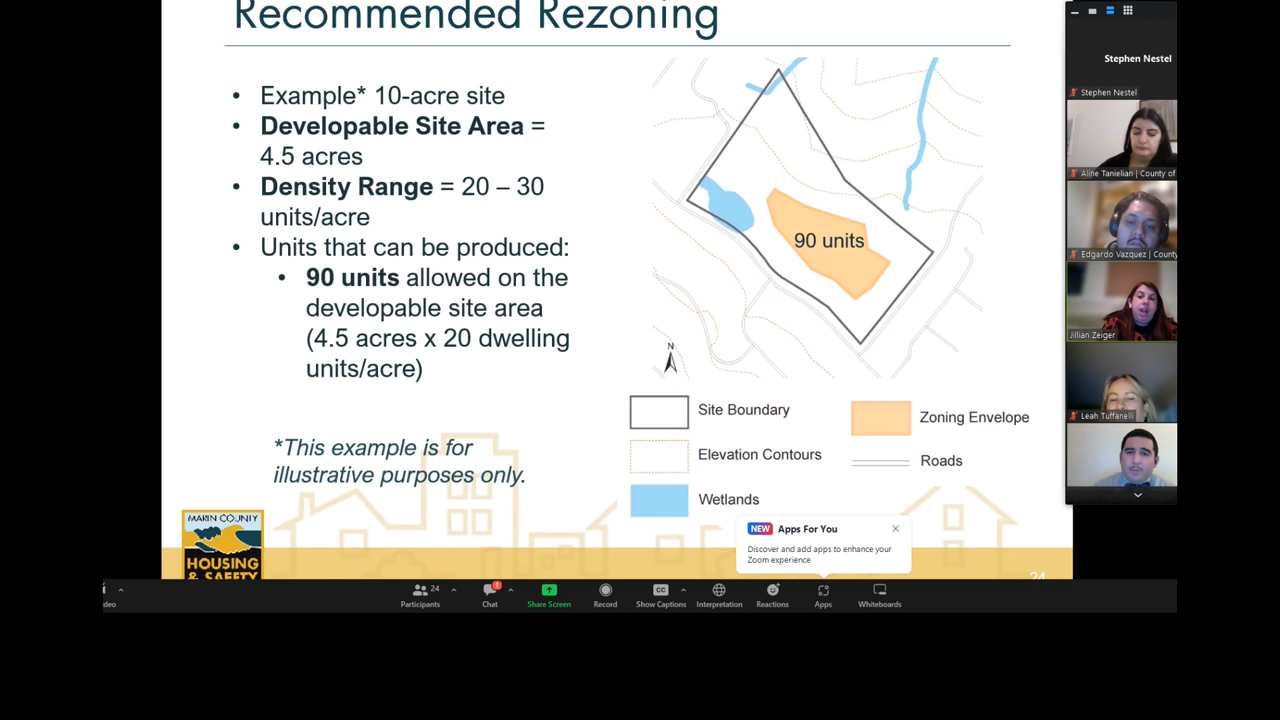 Recommended Rezoning
• Example* 10-acre site
• Developable Site Area =
4.5 acres
• Density Range = 20 – 30
units/acre
• Units that can be produced:
• 90 units allowed on the
developable site area
(4.5 acres x 20 dwelling
units/acre)
*This example is for
illustrative purposes only.
90 units
N
Site Boundary
Zoning Envelope
Elevation Contours
Roads
Wetlands
MARIN COUNTY
HOUSING
& SAFETY
24
NEW Apps For You
Discover and add apps to enhance your
Zoom experience
Stephen Nestel
Stephen Nestel
Aline Tanielian | County of
Edgardo Vazquez | County
Jillian Zeiger
Leah Tuffanelli
deo
24
Participants
1
Chat
Share Screen
Record
CC
Show Captions
Interpretation
Reactions
Apps
Whiteboards